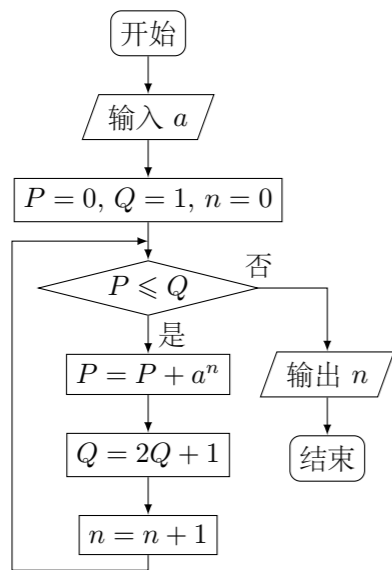 开始
输入 a
P = 0, Q = 1, n = 0
P ⩽ Q
否
是
P = P + aⁿ
输出 n
Q = 2Q + 1
结束
n = n + 1